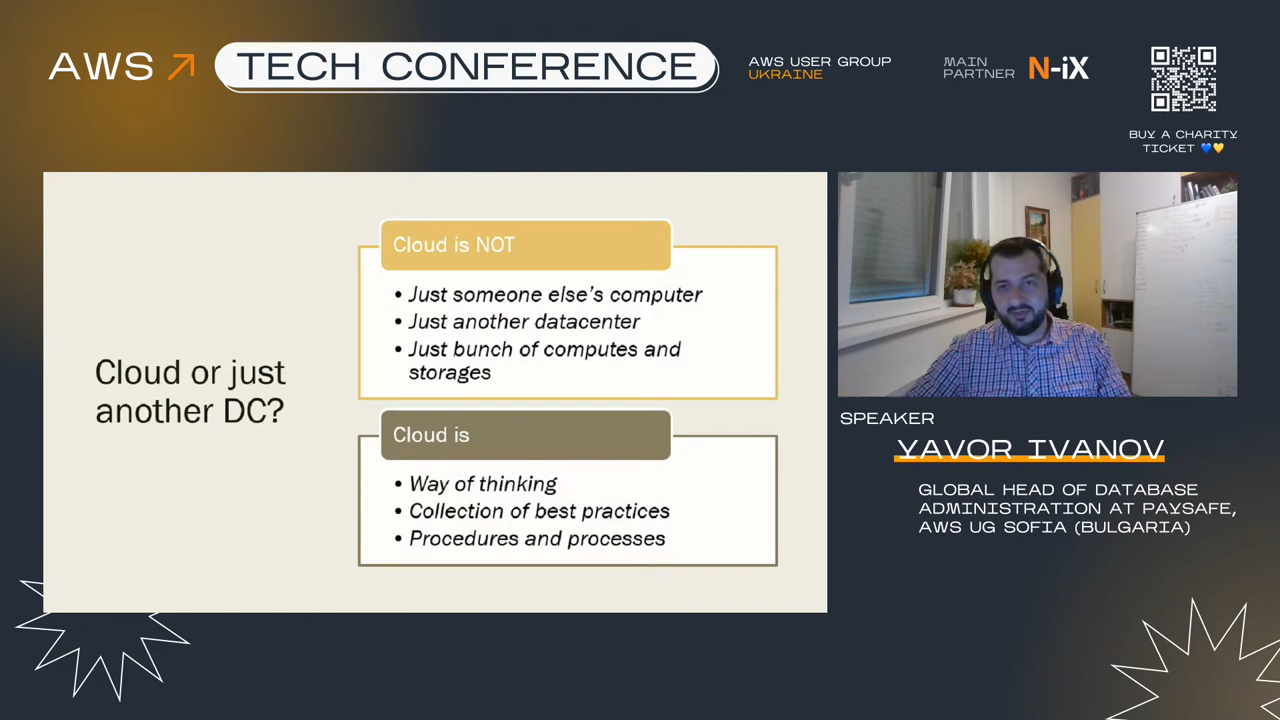 AWS
TECH CONFERENCE
AWS USER GROUP
UKRAINE
MAIN
PARTNER
N-iX
BUY A CHARITY
TICKET 💙💛
Cloud or just
another DC?
Cloud is NOT
• Just someone else's computer
• Just another datacenter
• Just bunch of computes and
storages
Cloud is
• Way of thinking
• Collection of best practices
• Procedures and processes
SPEAKER
YAVOR IVANOV
GLOBAL HEAD OF DATABASE
ADMINISTRATION AT PAYSAFE,
AWS UG SOFIA (BULGARIA)